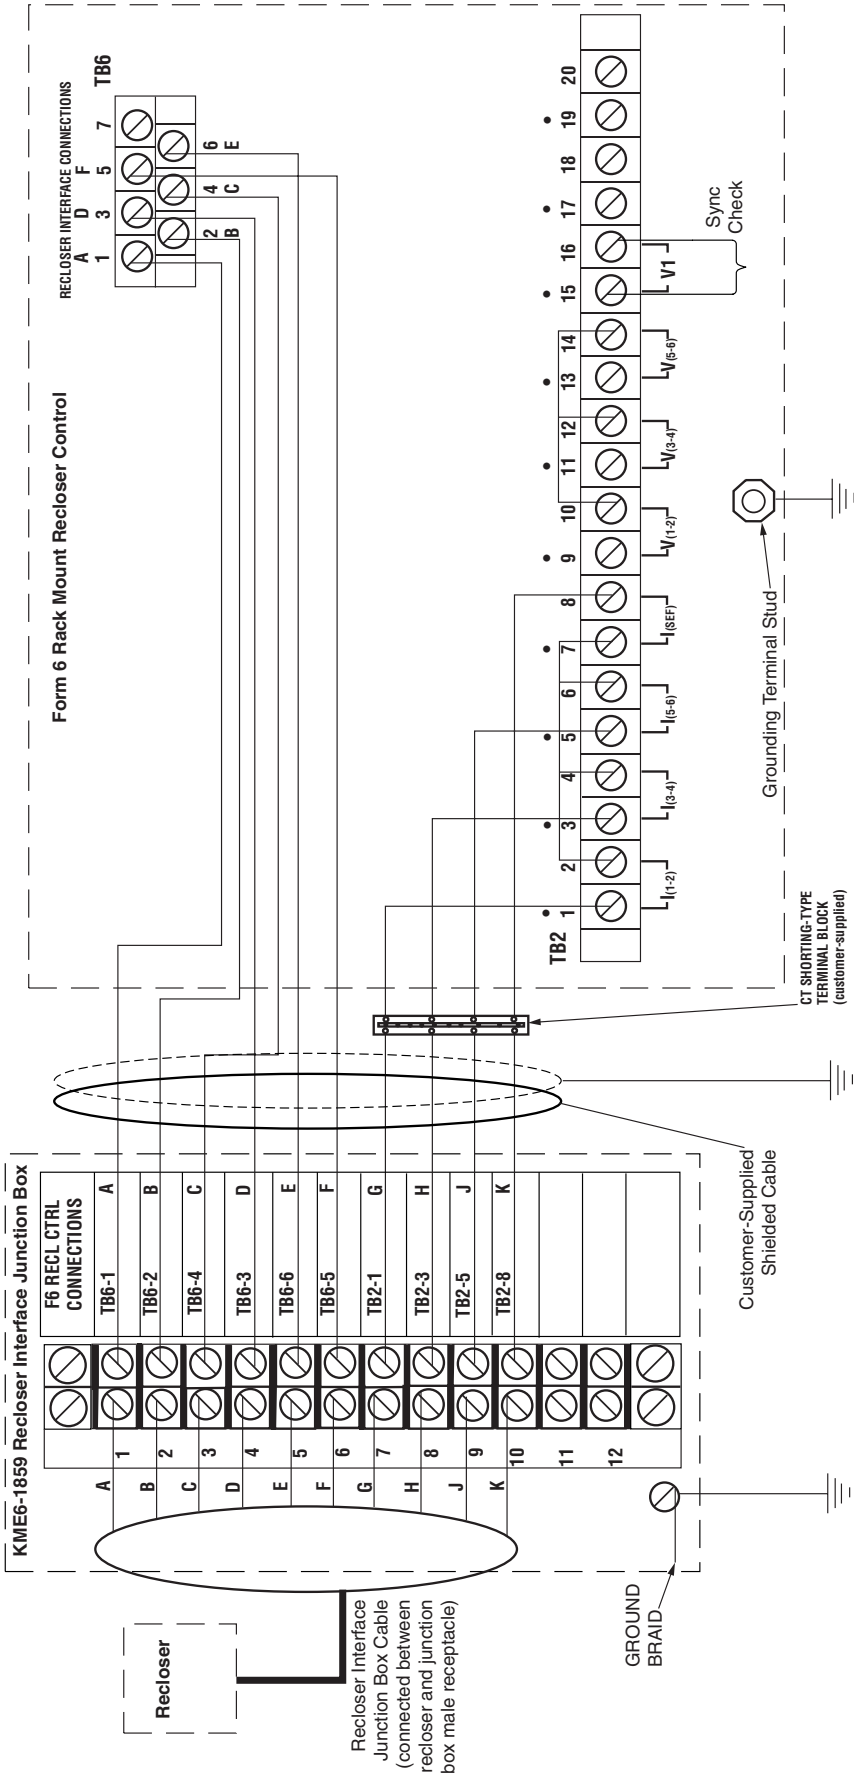 KME6-1859 Recloser Interface Junction Box
F6 RECL CTRL
CONNECTIONS
TB6-1 A
TB6-2 B
TB6-4 C
TB6-3 D
TB6-6 E
TB6-5 F
TB2-1 G
TB2-3 H
TB2-5 J
TB2-8 K
1
2
3
4
5
6
7
8
9
10
11
12
A
B
C
D
E
F
G
H
J
K
Recloser
Recloser Interface
Junction Box Cable
(connected between
recloser and junction
box male receptacle)
GROUND
BRAID
Customer-Supplied
Shielded Cable
CT SHORTING-TYPE
TERMINAL BLOCK
(customer-supplied)
Form 6 Rack Mount Recloser Control
RECLOSER INTERFACE CONNECTIONS
A D F
1 3 5 7 TB6
2 4 6
B C E
TB2 1 2 3 4 5 6 7 8 9 10 11 12 13 14 15 16 17 18 19 20
I(1-2) I(3-4) I(5-6) I(SEF) V(1-2) V(3-4) V(5-6) V1
Sync
Check
Grounding Terminal Stud